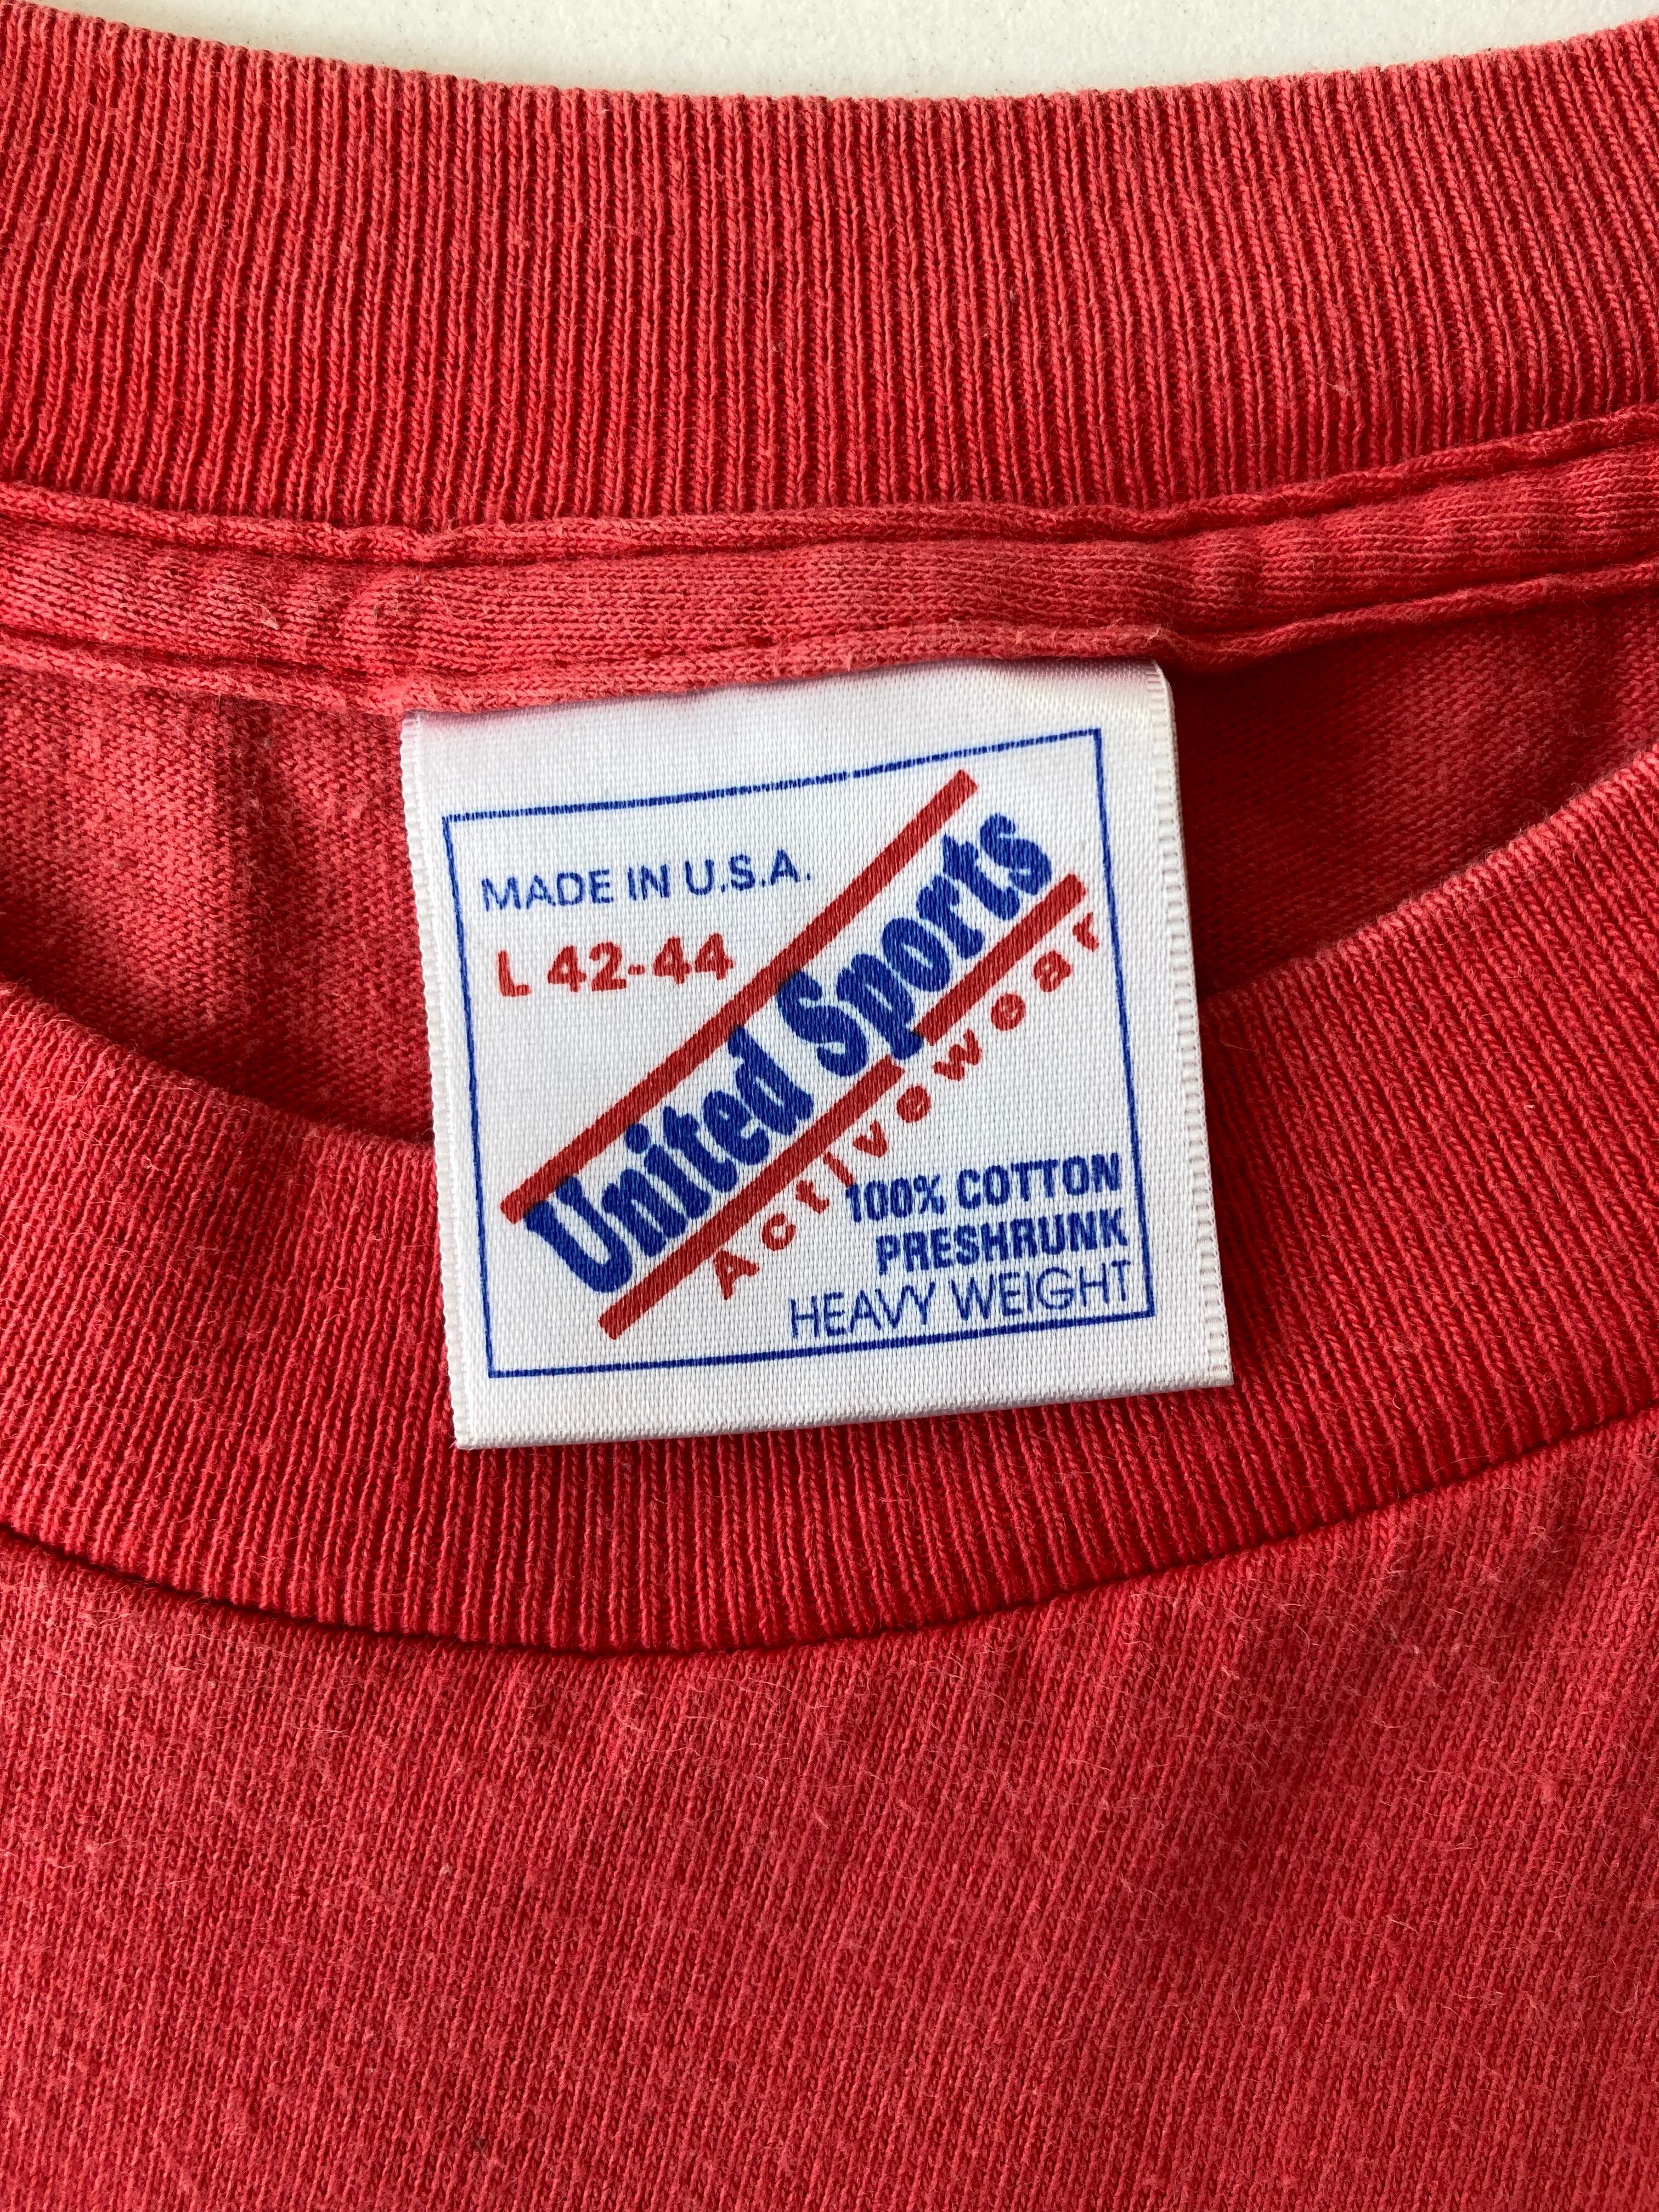 MADE IN U.S.A.
L 42-44
United Sports
Activewear
100% COTTON
PRESHRUNK
HEAVY WEIGHT